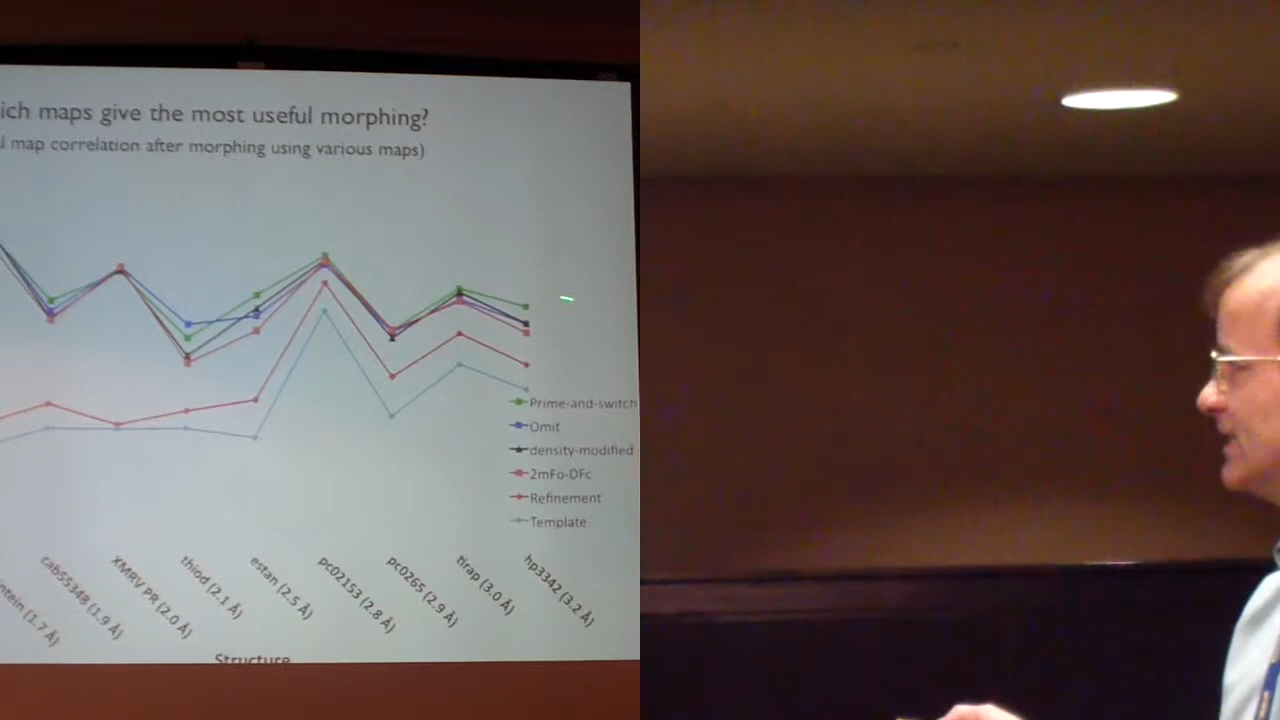 ich maps give the most useful morphing?
l map correlation after morphing using various maps)
Prime-and-switch
Omit
density-modified
2mFo-DFc
Refinement
Template
ntein (1.7 Å)
cab55348 (1.9 Å)
XMRV PR (2.0 Å)
thiod (2.1 Å)
estan (2.5 Å)
pc02153 (2.8 Å)
pc0265 (2.9 Å)
tirap (3.0 Å)
hp3342 (3.2 Å)
Structure